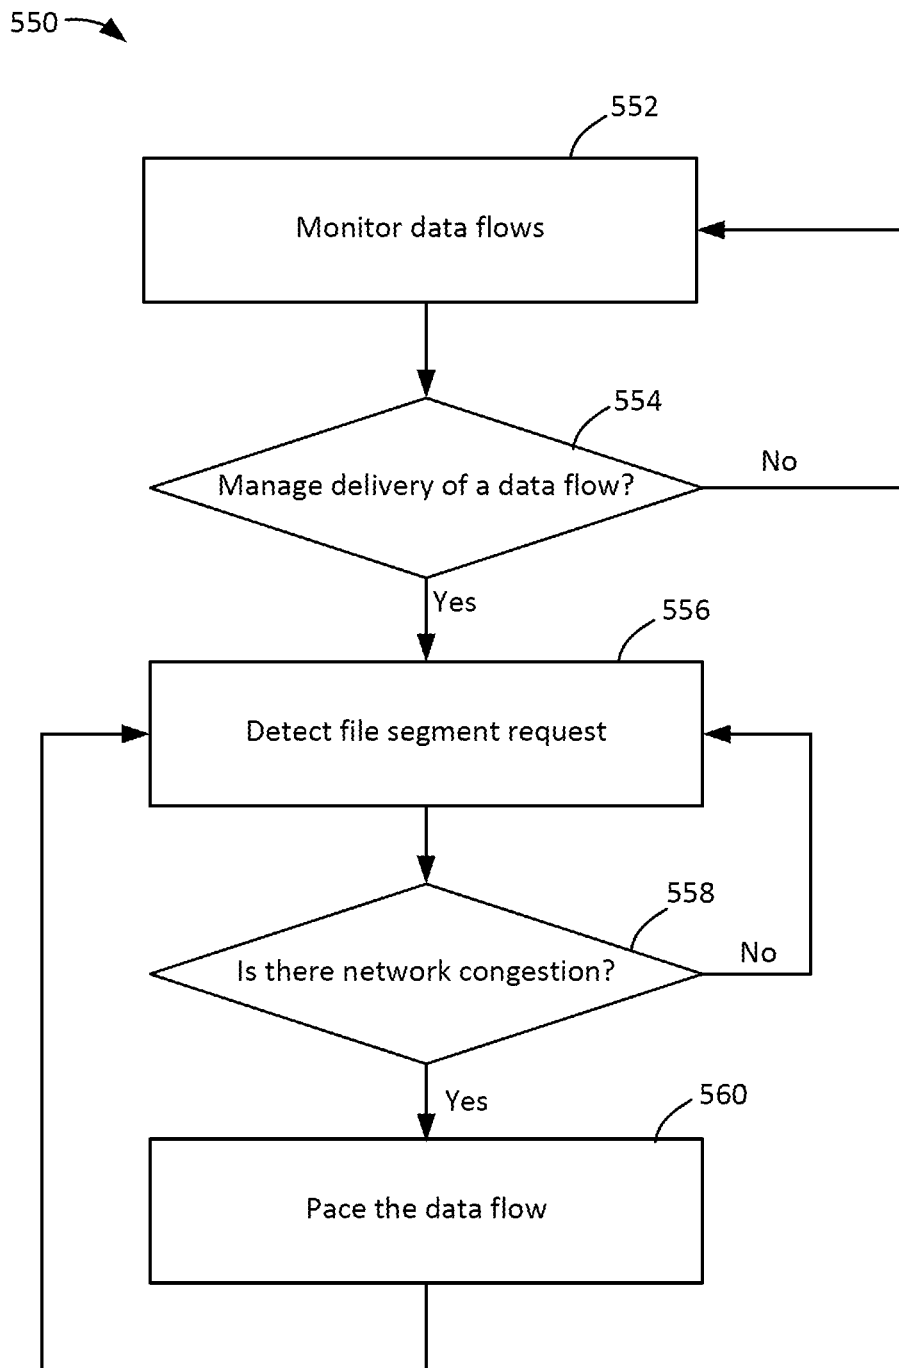 550
552
Monitor data flows
554
Manage delivery of a data flow?
No
Yes
556
Detect file segment request
558
Is there network congestion?
No
Yes
560
Pace the data flow